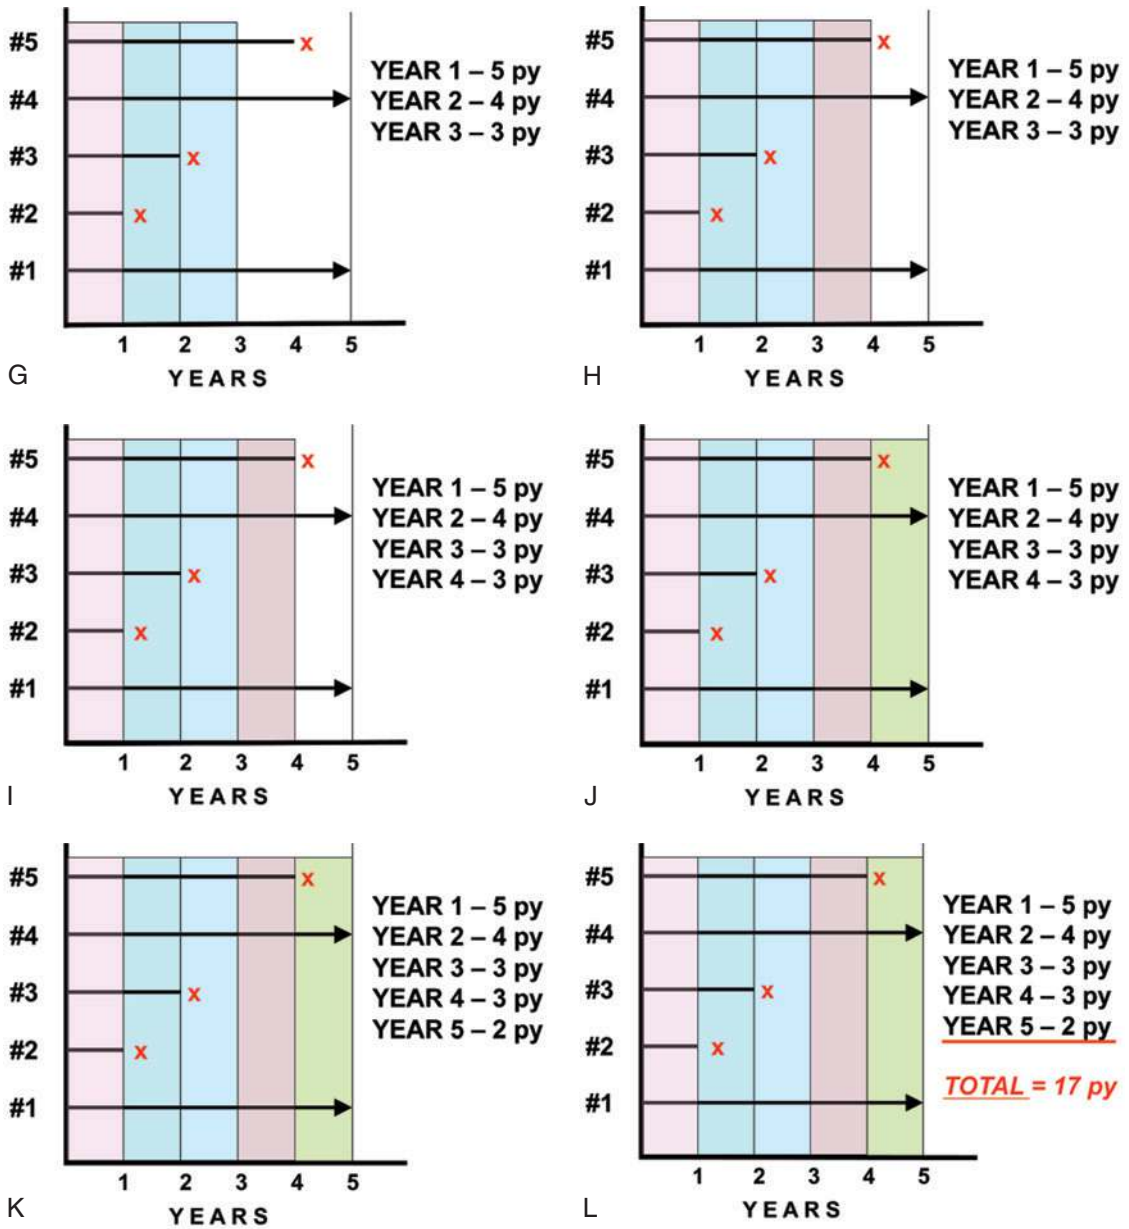 #5
x
#4
#3
x
#2
x
#1
1 2 3 4 5
YEARS
YEAR 1 – 5 py
YEAR 2 – 4 py
YEAR 3 – 3 py
G
#5
x
#4
#3
x
#2
x
#1
1 2 3 4 5
YEARS
YEAR 1 – 5 py
YEAR 2 – 4 py
YEAR 3 – 3 py
H
#5
x
#4
#3
x
#2
x
#1
1 2 3 4 5
YEARS
YEAR 1 – 5 py
YEAR 2 – 4 py
YEAR 3 – 3 py
YEAR 4 – 3 py
I
#5
x
#4
#3
x
#2
x
#1
1 2 3 4 5
YEARS
YEAR 1 – 5 py
YEAR 2 – 4 py
YEAR 3 – 3 py
YEAR 4 – 3 py
J
#5
x
#4
#3
x
#2
x
#1
1 2 3 4 5
YEARS
YEAR 1 – 5 py
YEAR 2 – 4 py
YEAR 3 – 3 py
YEAR 4 – 3 py
YEAR 5 – 2 py
K
#5
x
#4
#3
x
#2
x
#1
1 2 3 4 5
YEARS
YEAR 1 – 5 py
YEAR 2 – 4 py
YEAR 3 – 3 py
YEAR 4 – 3 py
YEAR 5 – 2 py
TOTAL = 17 py
L